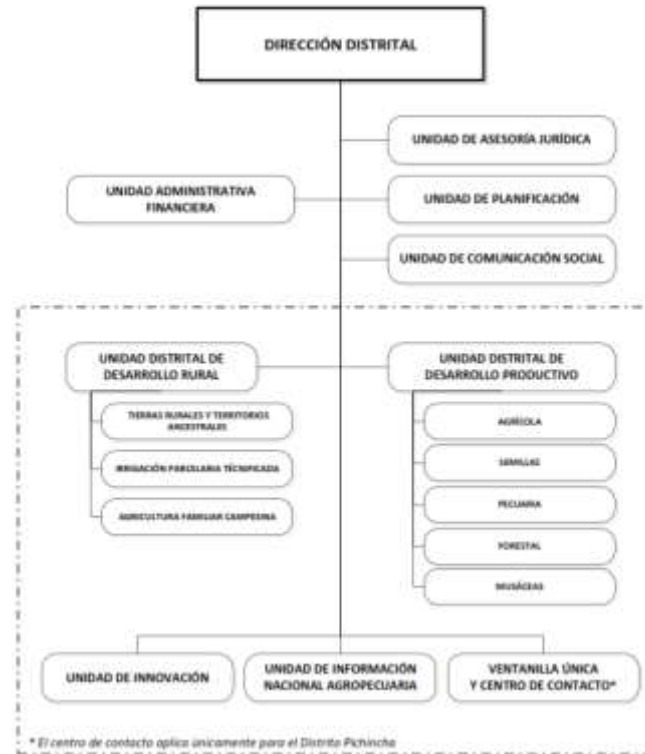 DIRECCIÓN DISTRITAL
UNIDAD DE ASESORÍA JURÍDICA
UNIDAD ADMINISTRATIVA
FINANCIERA
UNIDAD DE PLANIFICACIÓN
UNIDAD DE COMUNICACIÓN SOCIAL
UNIDAD DISTRITAL DE
DESARROLLO RURAL
TIERRAS RURALES Y TERRITORIOS
ANCESTRALES
IRRIGACIÓN PARCELARIA TÉCNIFICADA
AGRICULTURA FAMILIAR CAMPESINA
UNIDAD DISTRITAL DE
DESARROLLO PRODUCTIVO
AGRÍCOLA
SEMILLAS
PECUARIA
FORESTAL
MUSÁCEAS
UNIDAD DE INNOVACIÓN
UNIDAD DE INFORMACIÓN
NACIONAL AGROPECUARIA
VENTANILLA ÚNICA
Y CENTRO DE CONTACTO*
* El centro de contacto aplica únicamente para el Distrito Pichincha